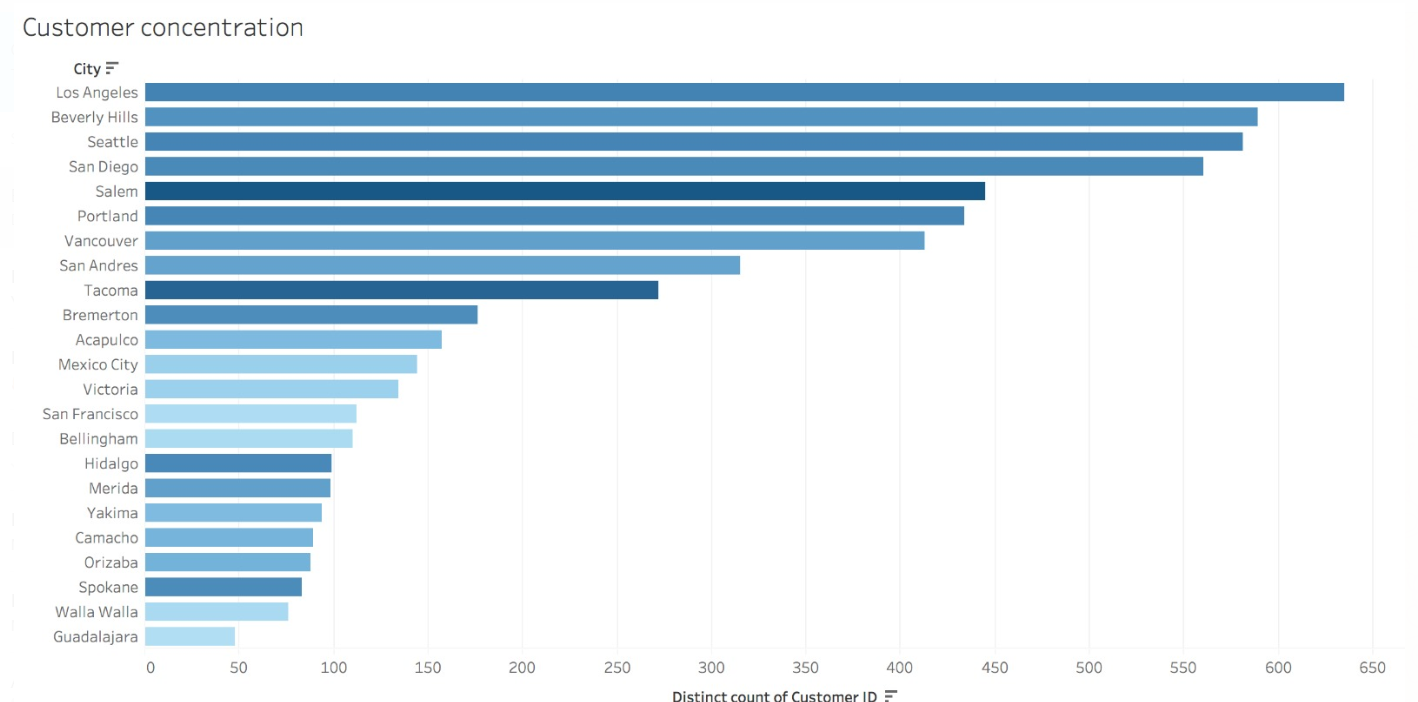 Customer concentration
City
Los Angeles
Beverly Hills
Seattle
San Diego
Salem
Portland
Vancouver
San Andres
Tacoma
Bremerton
Acapulco
Mexico City
Victoria
San Francisco
Bellingham
Hidalgo
Merida
Yakima
Camacho
Orizaba
Spokane
Walla Walla
Guadalajara
0 50 100 150 200 250 300 350 400 450 500 550 600 650
Distinct count of Customer ID